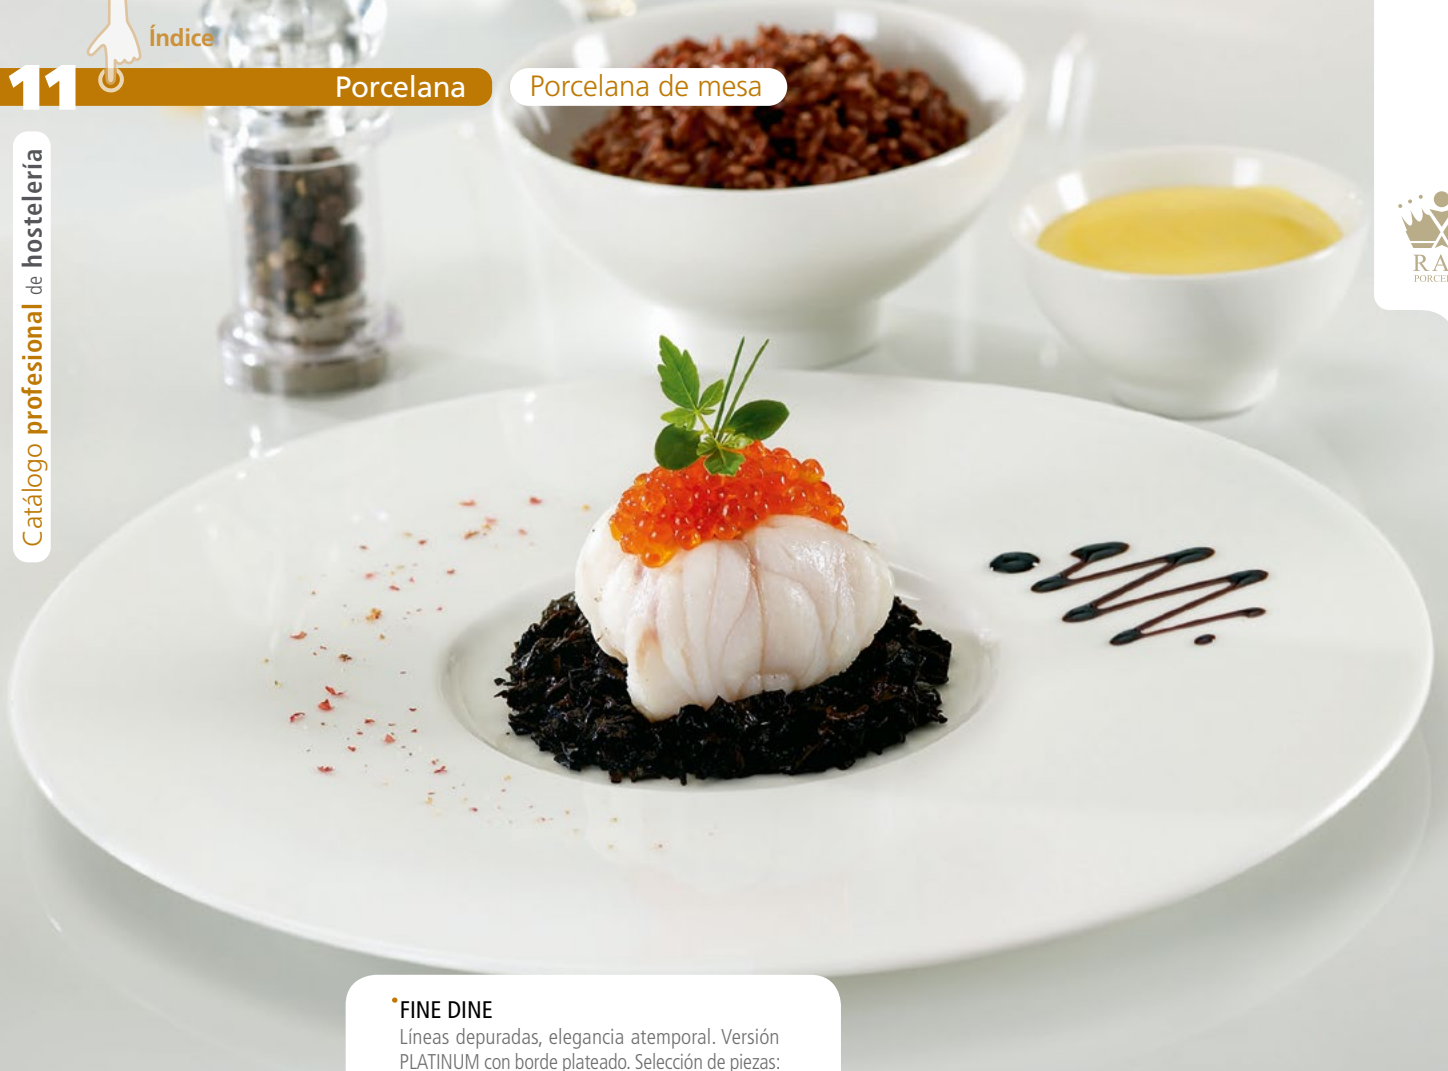 Índice
11
Porcelana
Porcelana de mesa
Catálogo profesional de hostelería
FINE DINE
Líneas depuradas, elegancia atemporal. Versión
PLATINUM con borde plateado. Selección de piezas: